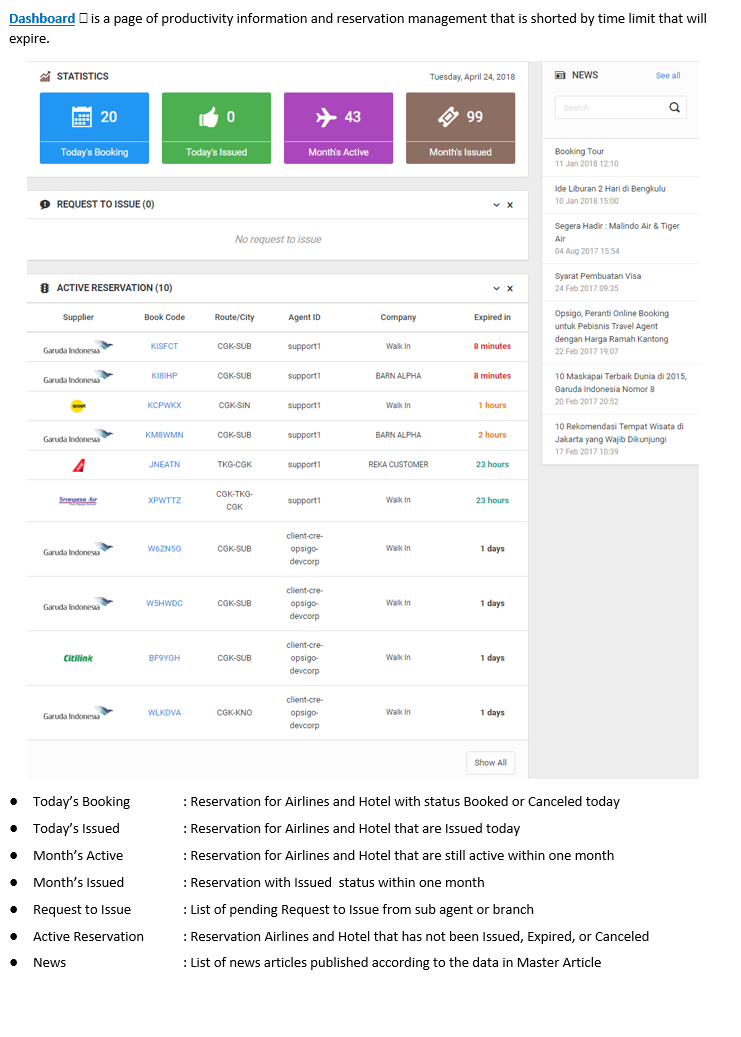 Dashboard □ is a page of productivity information and reservation management that is shorted by time limit that will
expire.
STATISTICS
Tuesday, April 24, 2018
20
Today's Booking
0
Today's Issued
43
Month's Active
99
Month's Issued
REQUEST TO ISSUE (0)
No request to issue
ACTIVE RESERVATION (10)
Supplier Book Code Route/City Agent ID Company Expired in
Garuda Indonesia KISFCT CGK-SUB support1 Walk In 8 minutes
Garuda Indonesia KI8IHP CGK-SUB support1 BARN ALPHA 8 minutes
scoot KCPWKX CGK-SIN support1 Walk In 1 hours
Garuda Indonesia KM8WMN CGK-SUB support1 BARN ALPHA 2 hours
JNEATN TKG-CGK support1 REKA CUSTOMER 23 hours
Sriwijaya Air XPWTTZ CGK-TKG-
CGK support1 Walk In 23 hours
Garuda Indonesia W6ZN5G CGK-SUB client-cre-
opsigo-
devcorp Walk In 1 days
Garuda Indonesia W5HWDC CGK-SUB client-cre-
opsigo-
devcorp Walk In 1 days
Citilink BF9YGH CGK-SUB client-cre-
opsigo-
devcorp Walk In 1 days
Garuda Indonesia WLKDVA CGK-KNO client-cre-
opsigo-
devcorp Walk In 1 days
Show All
NEWS
See all
Search
Booking Tour
11 Jan 2018 12:10
Ide Liburan 2 Hari di Bengkulu
10 Jan 2018 15:00
Segera Hadir : Malindo Air & Tiger
Air
04 Aug 2017 15:54
Syarat Pembuatan Visa
24 Feb 2017 09:35
Opsigo, Peranti Online Booking
untuk Pebisnis Travel Agent
dengan Harga Ramah Kantong
22 Feb 2017 19:07
10 Maskapai Terbaik Dunia di 2015,
Garuda Indonesia Nomor 8
20 Feb 2017 20:52
10 Rekomendasi Tempat Wisata di
Jakarta yang Wajib Dikunjungi
17 Feb 2017 10:39
● Today's Booking : Reservation for Airlines and Hotel with status Booked or Canceled today
● Today's Issued : Reservation for Airlines and Hotel that are Issued today
● Month's Active : Reservation for Airlines and Hotel that are still active within one month
● Month's Issued : Reservation with Issued status within one month
● Request to Issue : List of pending Request to Issue from sub agent or branch
● Active Reservation : Reservation Airlines and Hotel that has not been Issued, Expired, or Canceled
● News : List of news articles published according to the data in Master Article